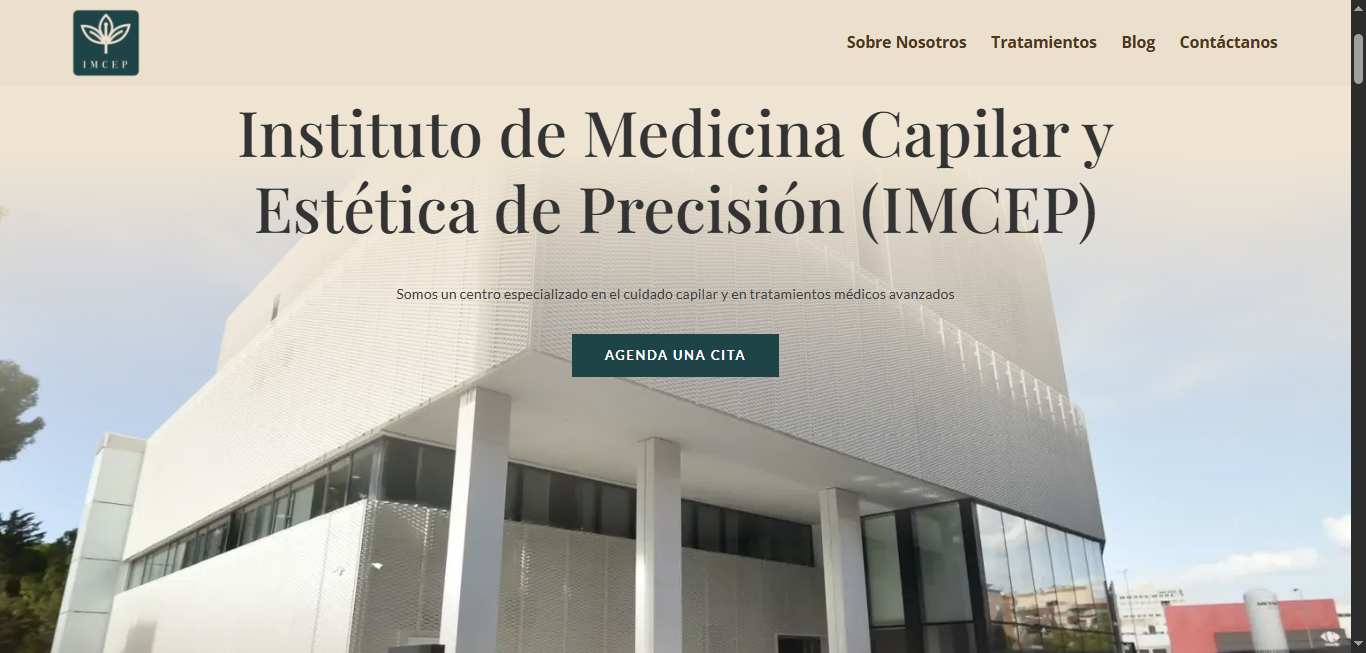 IMCEP
Sobre Nosotros Tratamientos Blog Contáctanos
Instituto de Medicina Capilar y
Estética de Precisión (IMCEP)
Somos un centro especializado en el cuidado capilar y en tratamientos médicos avanzados
AGENDA UNA CITA